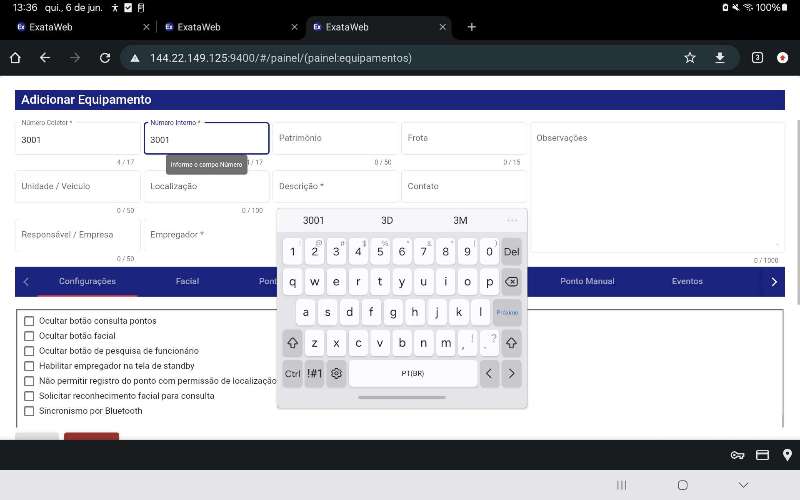 13:36 qui., 6 de jun. 100%
ExataWeb ExataWeb ExataWeb
144.22.149.125:9400/#/painel/(painel:equipamentos) 3
Adicionar Equipamento
Número Coletor * Número Interno *
3001 3001 Patrimônio Frota Observações
4 / 17 / 17 0 / 50 0 / 15
Informe o campo Número
Unidade / Veículo Localização Descrição * Contato
0 / 50 0 / 100
Responsável / Empresa Empregador *
0 / 50 0 / 1000
3001 3D 3M ...
Configurações Facial Pont Ponto Manual Eventos
1 2 3 4 5 6 7 8 9 0 Del
q w e r t y u i o p
a s d f g h j k l Próximo
z x c v b n m , ! . ?
Ctrl !#1 PT(BR) < >
Ocultar botão consulta pontos
Ocultar botão facial
Ocultar botão de pesquisa de funcionário
Habilitar empregador na tela de standby
Não permitir registro do ponto com permissão de localização
Solicitar reconhecimento facial para consulta
Sincronismo por Bluetooth